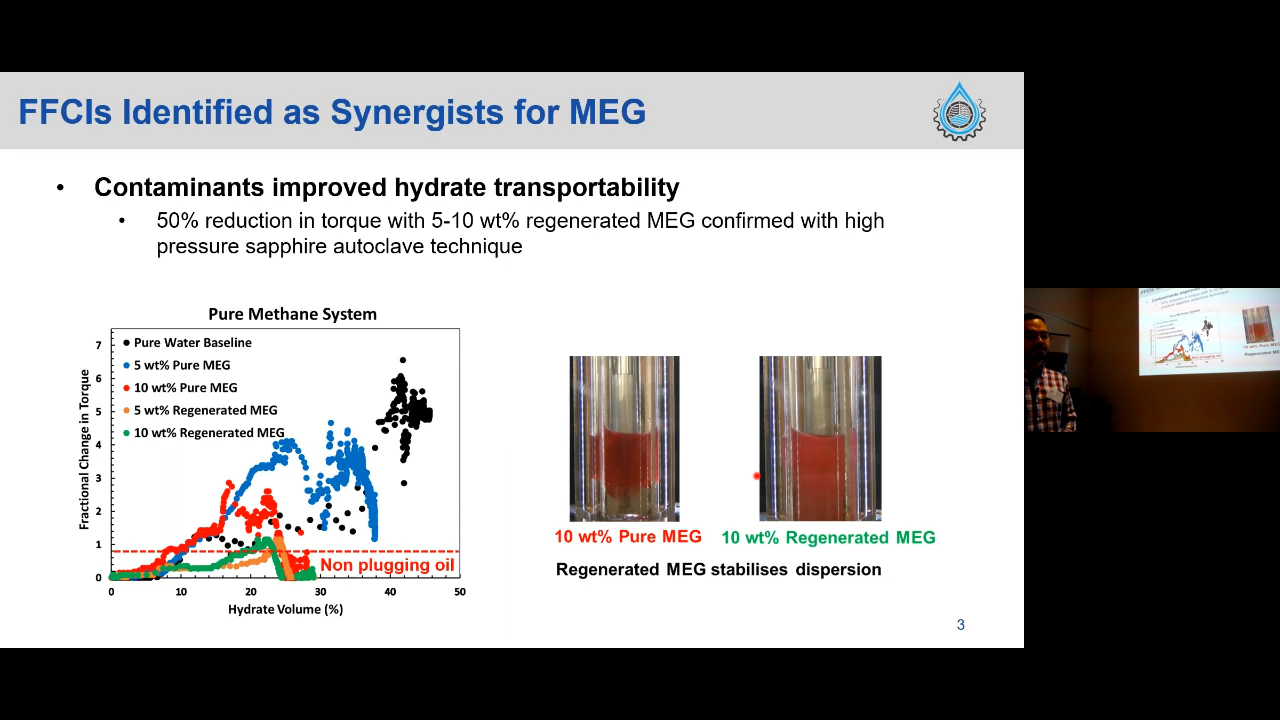 FFCIs Identified as Synergists for MEG
• Contaminants improved hydrate transportability
• 50% reduction in torque with 5-10 wt% regenerated MEG confirmed with high
pressure sapphire autoclave technique
Pure Methane System
Fractional Change in Torque
7
6
5
4
3
2
1
0
Pure Water Baseline
5 wt% Pure MEG
10 wt% Pure MEG
5 wt% Regenerated MEG
10 wt% Regenerated MEG
Non plugging oil
0 10 20 30 40 50
Hydrate Volume (%)
10 wt% Pure MEG
10 wt% Regenerated MEG
Regenerated MEG stabilises dispersion
3